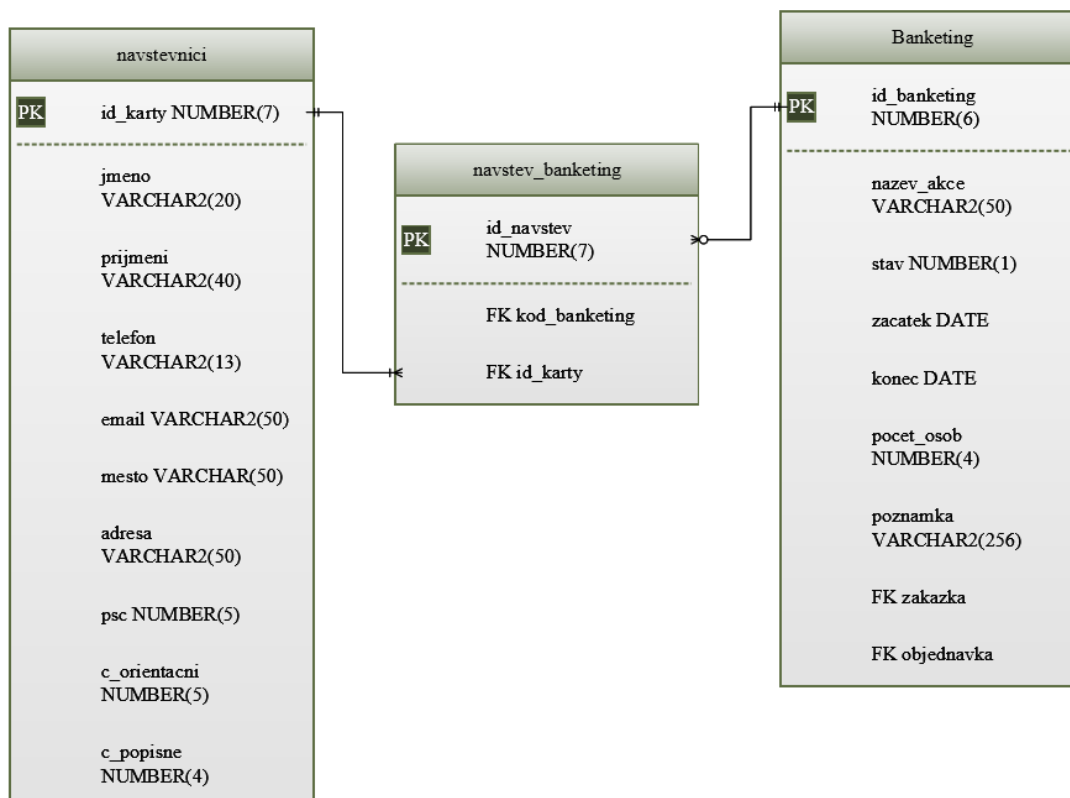 navstevnici
PK
id_karty NUMBER(7)
jmeno
VARCHAR2(20)
prijmeni
VARCHAR2(40)
telefon
VARCHAR2(13)
email VARCHAR2(50)
mesto VARCHAR(50)
adresa
VARCHAR2(50)
psc NUMBER(5)
c_orientacni
NUMBER(5)
c_popisne
NUMBER(4)
navstev_banketing
PK
id_navstev
NUMBER(7)
FK kod_banketing
FK id_karty
Banketing
PK
id_banketing
NUMBER(6)
nazev_akce
VARCHAR2(50)
stav NUMBER(1)
zacatek DATE
konec DATE
pocet_osob
NUMBER(4)
poznamka
VARCHAR2(256)
FK zakazka
FK objednavka